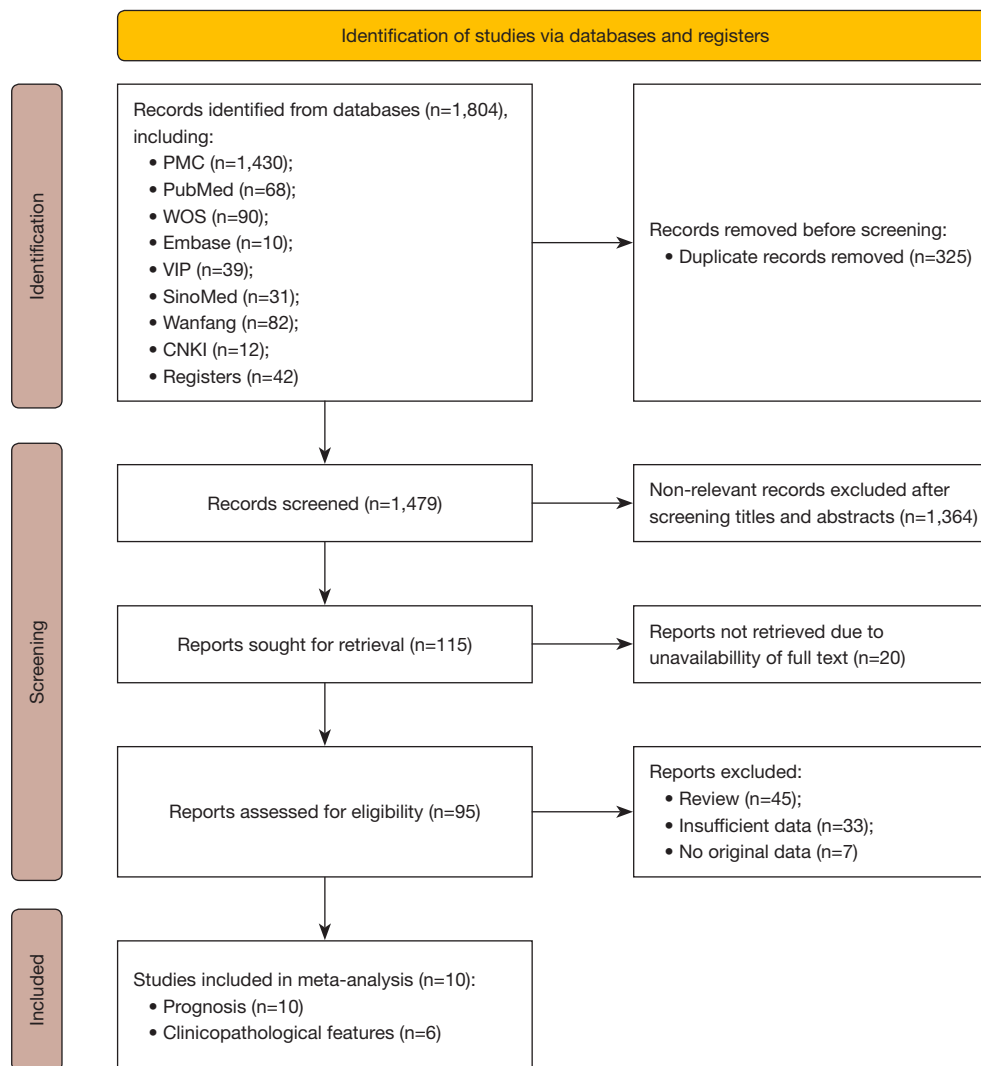 Identification of studies via databases and registers
Identification
Records identified from databases (n=1,804),
including:
• PMC (n=1,430);
• PubMed (n=68);
• WOS (n=90);
• Embase (n=10);
• VIP (n=39);
• SinoMed (n=31);
• Wanfang (n=82);
• CNKI (n=12);
• Registers (n=42)
Records removed before screening:
• Duplicate records removed (n=325)
Screening
Records screened (n=1,479)
Non-relevant records excluded after
screening titles and abstracts (n=1,364)
Reports sought for retrieval (n=115)
Reports not retrieved due to
unavailabillity of full text (n=20)
Reports assessed for eligibility (n=95)
Reports excluded:
• Review (n=45);
• Insufficient data (n=33);
• No original data (n=7)
Included
Studies included in meta-analysis (n=10):
• Prognosis (n=10)
• Clinicopathological features (n=6)